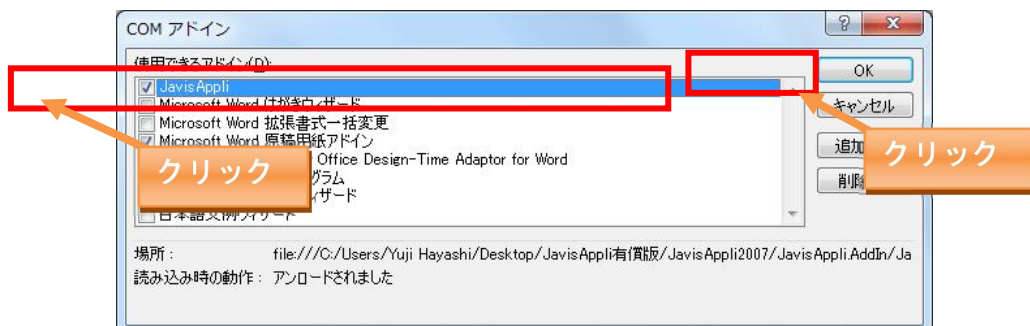 COM アドイン
使用できるアドイン(D):
JavisAppli
Microsoft Word はがきウィザード
Microsoft Word 拡張書式一括変更
Microsoft Word 原稿用紙アドイン
Office Design-Time Adaptor for Word
グラム
ィザード
日本語文例ウィザード
OK
キャンセル
追加
削除
クリック
クリック
場所: file:///C:/Users/Yuji Hayashi/Desktop/JavisAppli有償版/JavisAppli2007/JavisAppli.AddIn/Ja
読み込み時の動作: アンロードされました